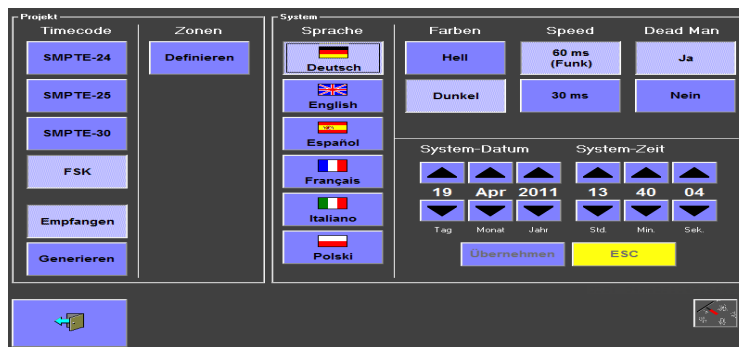 Projekt
Timecode
Zonen
SMPTE-24
Definieren
SMPTE-25
SMPTE-30
FSK
Empfangen
Generieren
System
Sprache
Deutsch
English
Español
Français
Italiano
Polski
Farben
Speed
Dead Man
Hell
60 ms
(Funk)
Ja
Dunkel
30 ms
Nein
System-Datum
System-Zeit
19 Apr 2011 13 40 04
Tag Monat Jahr Std. Min. Sek.
Übernehmen
ESC